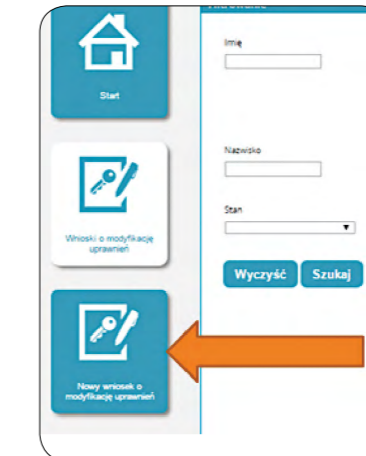 Start
Wnioski o modyfikację
uprawnień
Nowy wniosek o
modyfikację uprawnień
Imię
Nazwisko
Stan
Wyczyść Szukaj